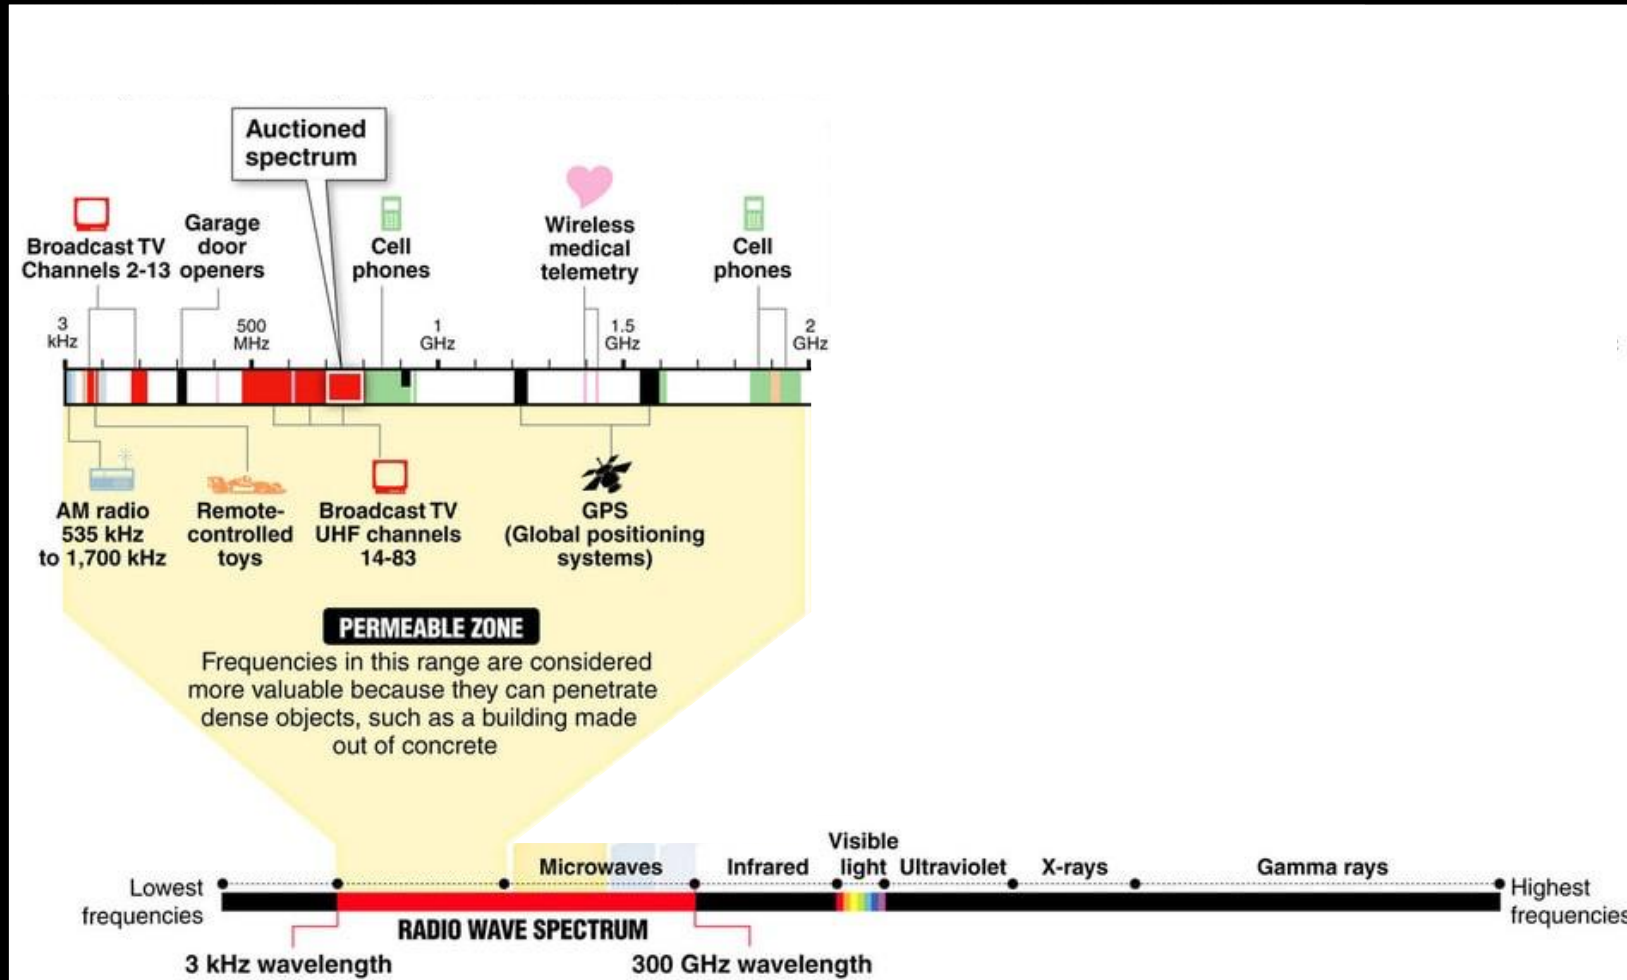 Auctioned
spectrum
Broadcast TV
Channels 2-13
Garage
door
openers
Cell
phones
Wireless
medical
telemetry
Cell
phones
3
kHz
500
MHz
1
GHz
1.5
GHz
2
GHz
AM radio
535 kHz
to 1,700 kHz
Remote-
controlled
toys
Broadcast TV
UHF channels
14-83
GPS
(Global positioning
systems)
PERMEABLE ZONE
Frequencies in this range are considered
more valuable because they can penetrate
dense objects, such as a building made
out of concrete
Lowest
frequencies
Microwaves
Infrared
Visible
light
Ultraviolet
X-rays
Gamma rays
Highest
frequencies
RADIO WAVE SPECTRUM
3 kHz wavelength
300 GHz wavelength